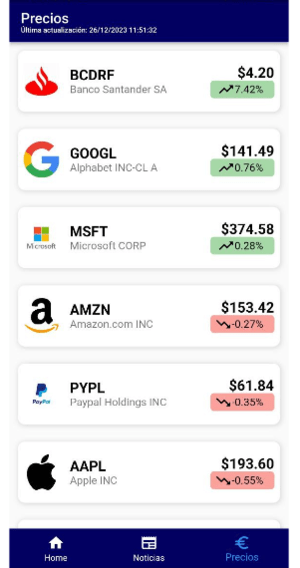 Precios
Última actualización: 26/12/2023 11:51:32
BCDRF
$4.20
Banco Santander SA
7.42%
GOOGL
$141.49
Alphabet INC-CL A
0.76%
Microsoft
MSFT
$374.58
Microsoft CORP
0.28%
AMZN
$153.42
Amazon.com INC
-0.27%
PayPal
PYPL
$61.84
Paypal Holdings INC
-0.35%
AAPL
$193.60
Apple INC
-0.55%
Home
Noticias
Precios